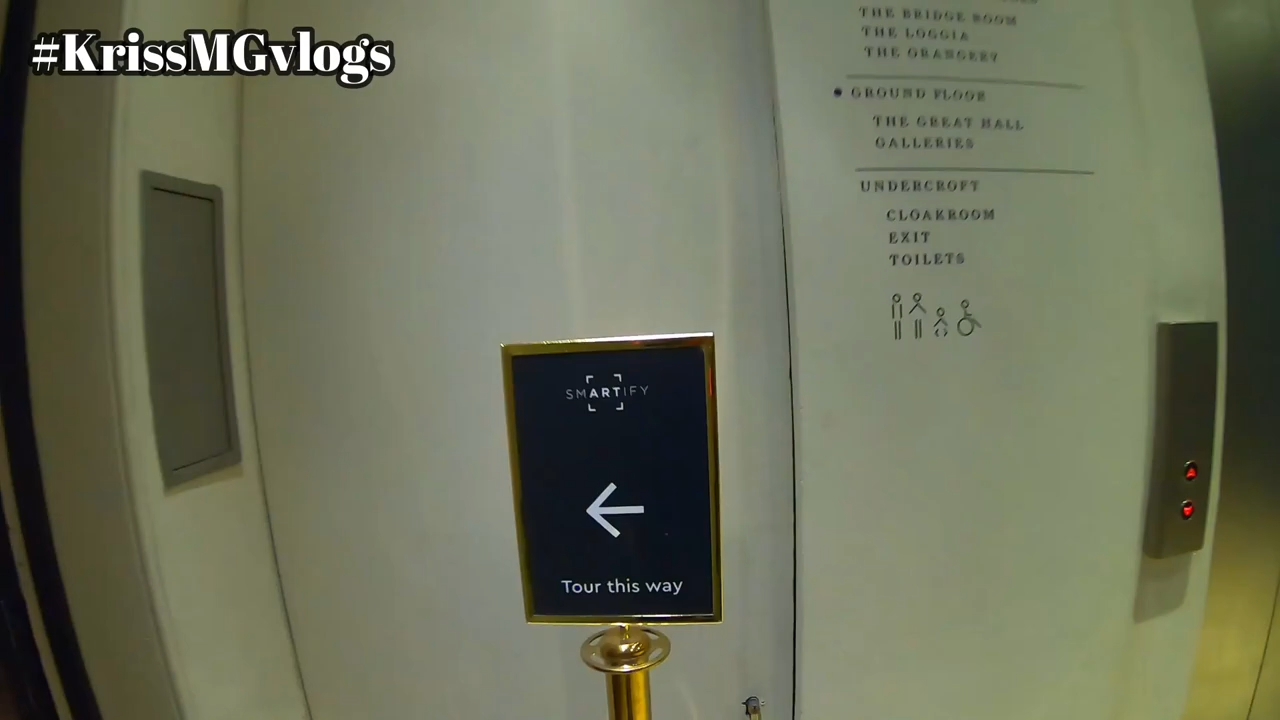 #KrissMGvlogs
THE BRIDGE ROOM
THE LOGGIA
THE ORANGERY
GROUND FLOOR
THE GREAT HALL
GALLERIES
UNDERCROFT
CLOAKROOM
EXIT
TOILETS
SMARTIFY
Tour this way